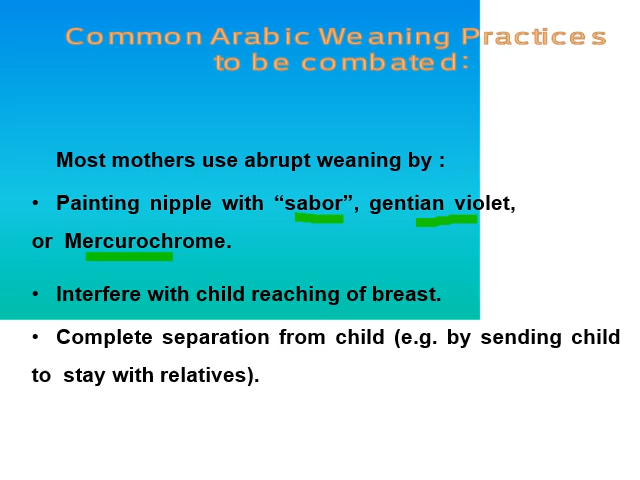 Common Arabic Weaning Practices
to be combated:
Most mothers use abrupt weaning by :
• Painting nipple with “sabor”, gentian violet,
or Mercurochrome.
• Interfere with child reaching of breast.
• Complete separation from child (e.g. by sending child
to stay with relatives).